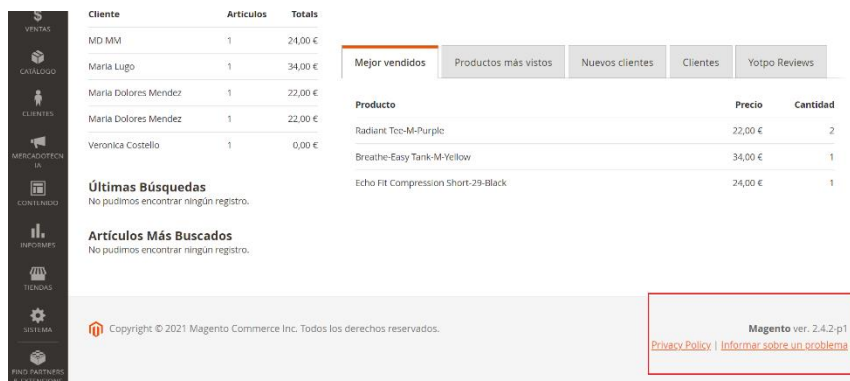 VENTAS
CATÁLOGO
CLIENTES
MERCADOTECN
IA
CONTENIDO
INFORMES
TIENDAS
SISTEMA
FIND PARTNERS
& EXTENSIONS
Cliente Artículos Totals
MD MM 1 24,00 €
Maria Lugo 1 34,00 €
Maria Dolores Mendez 1 22,00 €
Maria Dolores Mendez 1 22,00 €
Veronica Costello 1 0,00 €
Últimas Búsquedas
No pudimos encontrar ningún registro.
Artículos Más Buscados
No pudimos encontrar ningún registro.
Mejor vendidos Productos más vistos Nuevos clientes Clientes Yotpo Reviews
Producto Precio Cantidad
Radiant Tee-M-Purple 22,00 € 2
Breathe-Easy Tank-M-Yellow 34,00 € 1
Echo Fit Compression Short-29-Black 24,00 € 1
Copyright © 2021 Magento Commerce Inc. Todos los derechos reservados.
Magento ver. 2.4.2-p1
Privacy Policy | Informar sobre un problema